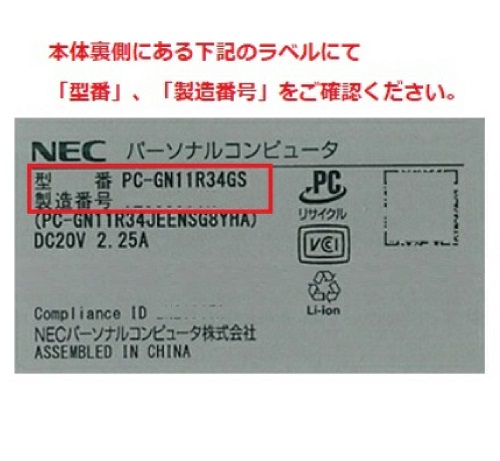 本体裏側にある下記のラベルにて
「型番」、「製造番号」をご確認ください。
NEC パーソナルコンピュータ
型 番 PC-GN11R34GS
製造番号
(PC-GN11R34JEENSG8YHA)
DC20V 2.25A
PC
リサイクル
VCCI
Li-ion
Compliance ID
NECパーソナルコンピュータ株式会社
ASSEMBLED IN CHINA